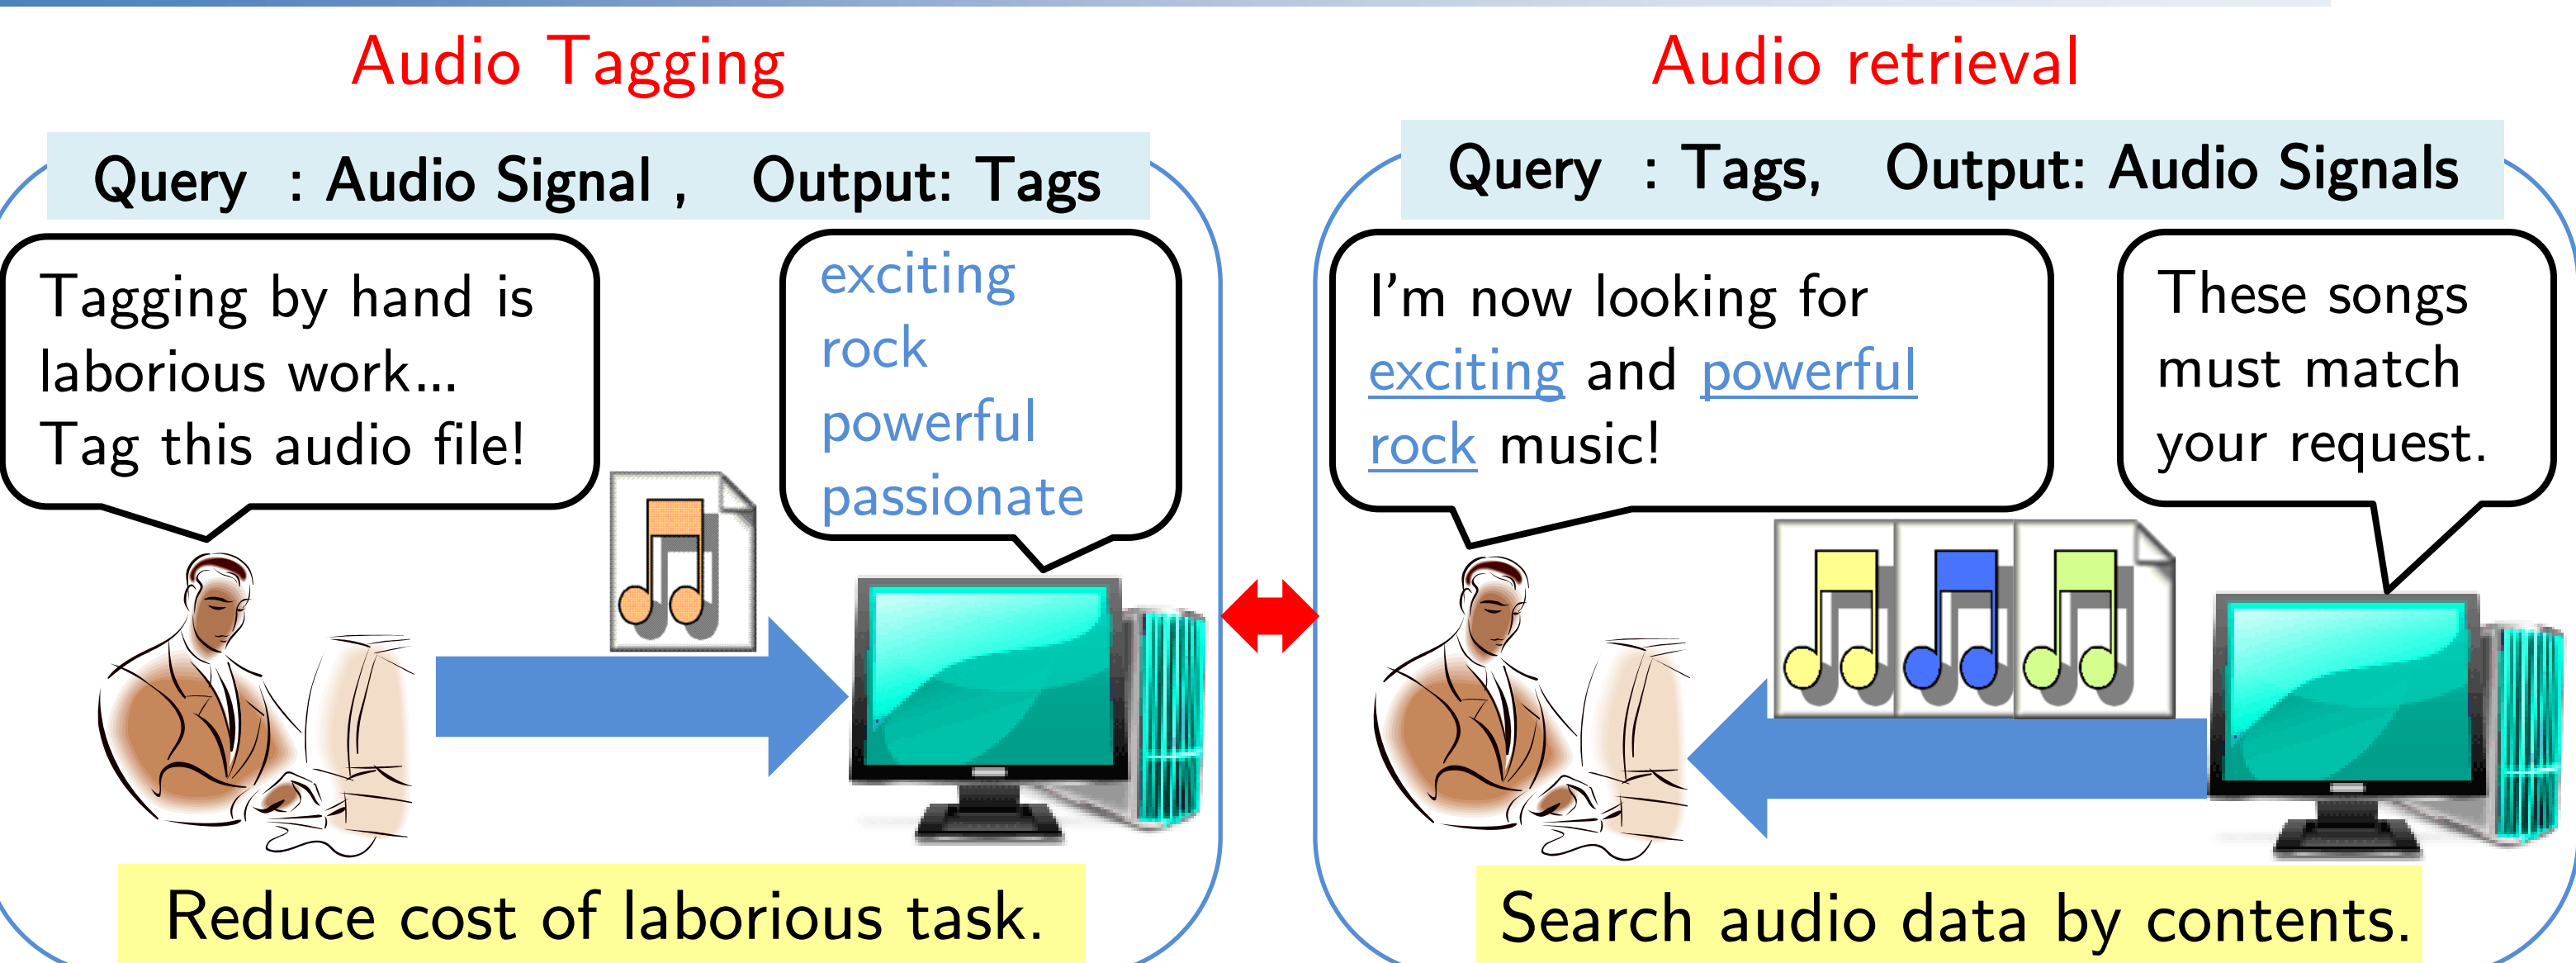 Audio Tagging
Query : Audio Signal , Output: Tags
Tagging by hand is
laborious work...
Tag this audio file!
exciting
rock
powerful
passionate
Reduce cost of laborious task.
Audio retrieval
Query : Tags, Output: Audio Signals
I'm now looking for
exciting and powerful
rock music!
These songs
must match
your request.
Search audio data by contents.